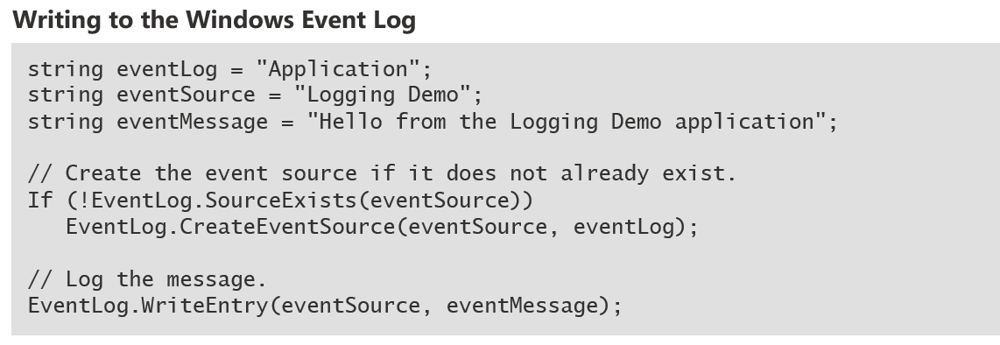 Writing to the Windows Event Log
string eventLog = "Application";
string eventSource = "Logging Demo";
string eventMessage = "Hello from the Logging Demo application";
// Create the event source if it does not already exist.
If (!EventLog.SourceExists(eventSource))
   EventLog.CreateEventSource(eventSource, eventLog);
// Log the message.
EventLog.WriteEntry(eventSource, eventMessage);